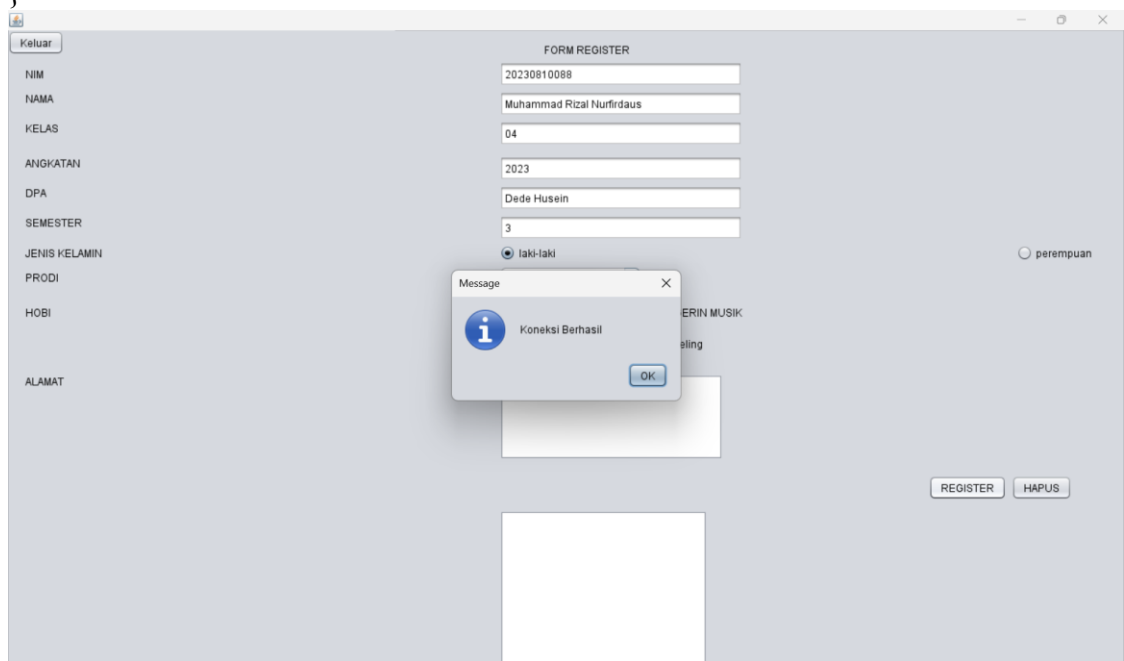 }
Keluar
FORM REGISTER
NIM 20230810088
NAMA Muhammad Rizal Nurfirdaus
KELAS 04
ANGKATAN 2023
DPA Dede Husein
SEMESTER 3
JENIS KELAMIN laki-laki perempuan
PRODI
Message
HOBI ERIN MUSIK
Koneksi Berhasil
eling
OK
ALAMAT
REGISTER HAPUS